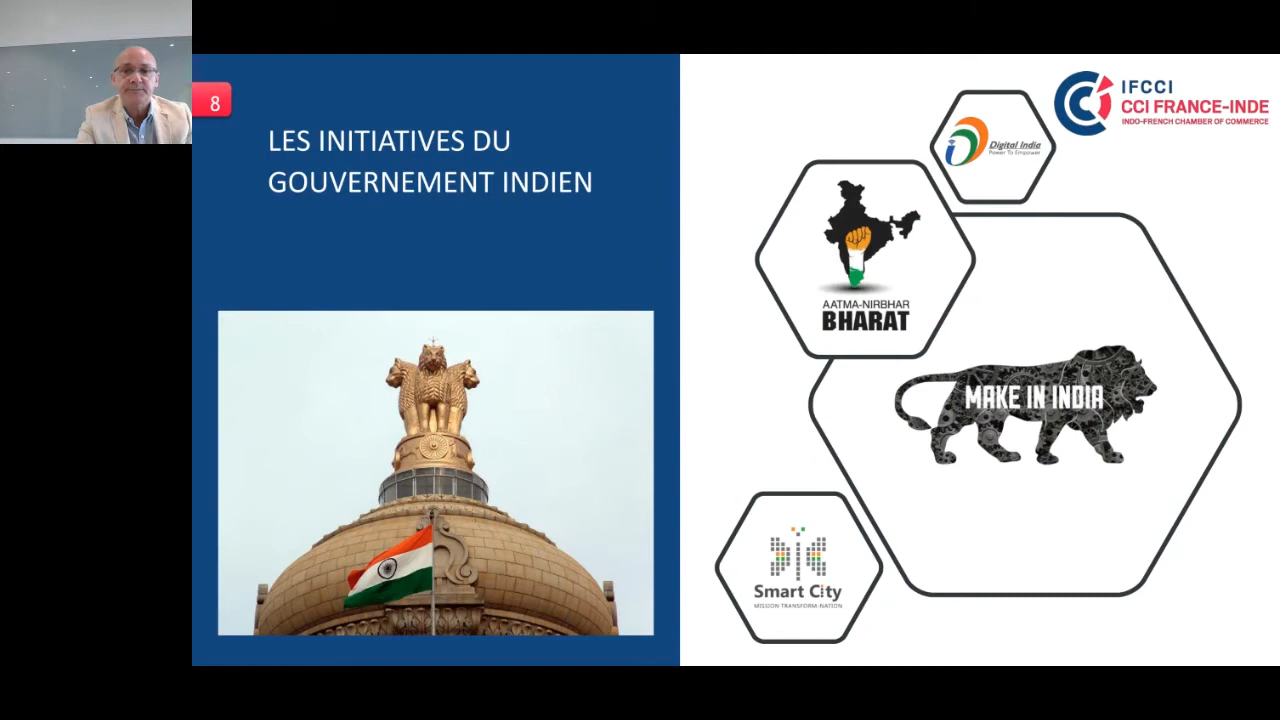 8
LES INITIATIVES DU
GOUVERNEMENT INDIEN
IFCCI
CCI FRANCE-INDE
INDO-FRENCH CHAMBER OF COMMERCE
Digital India
Power To Empower
AATMA-NIRBHAR
BHARAT
MAKE IN INDIA
Smart City
MISSION TRANSFORM-NATION